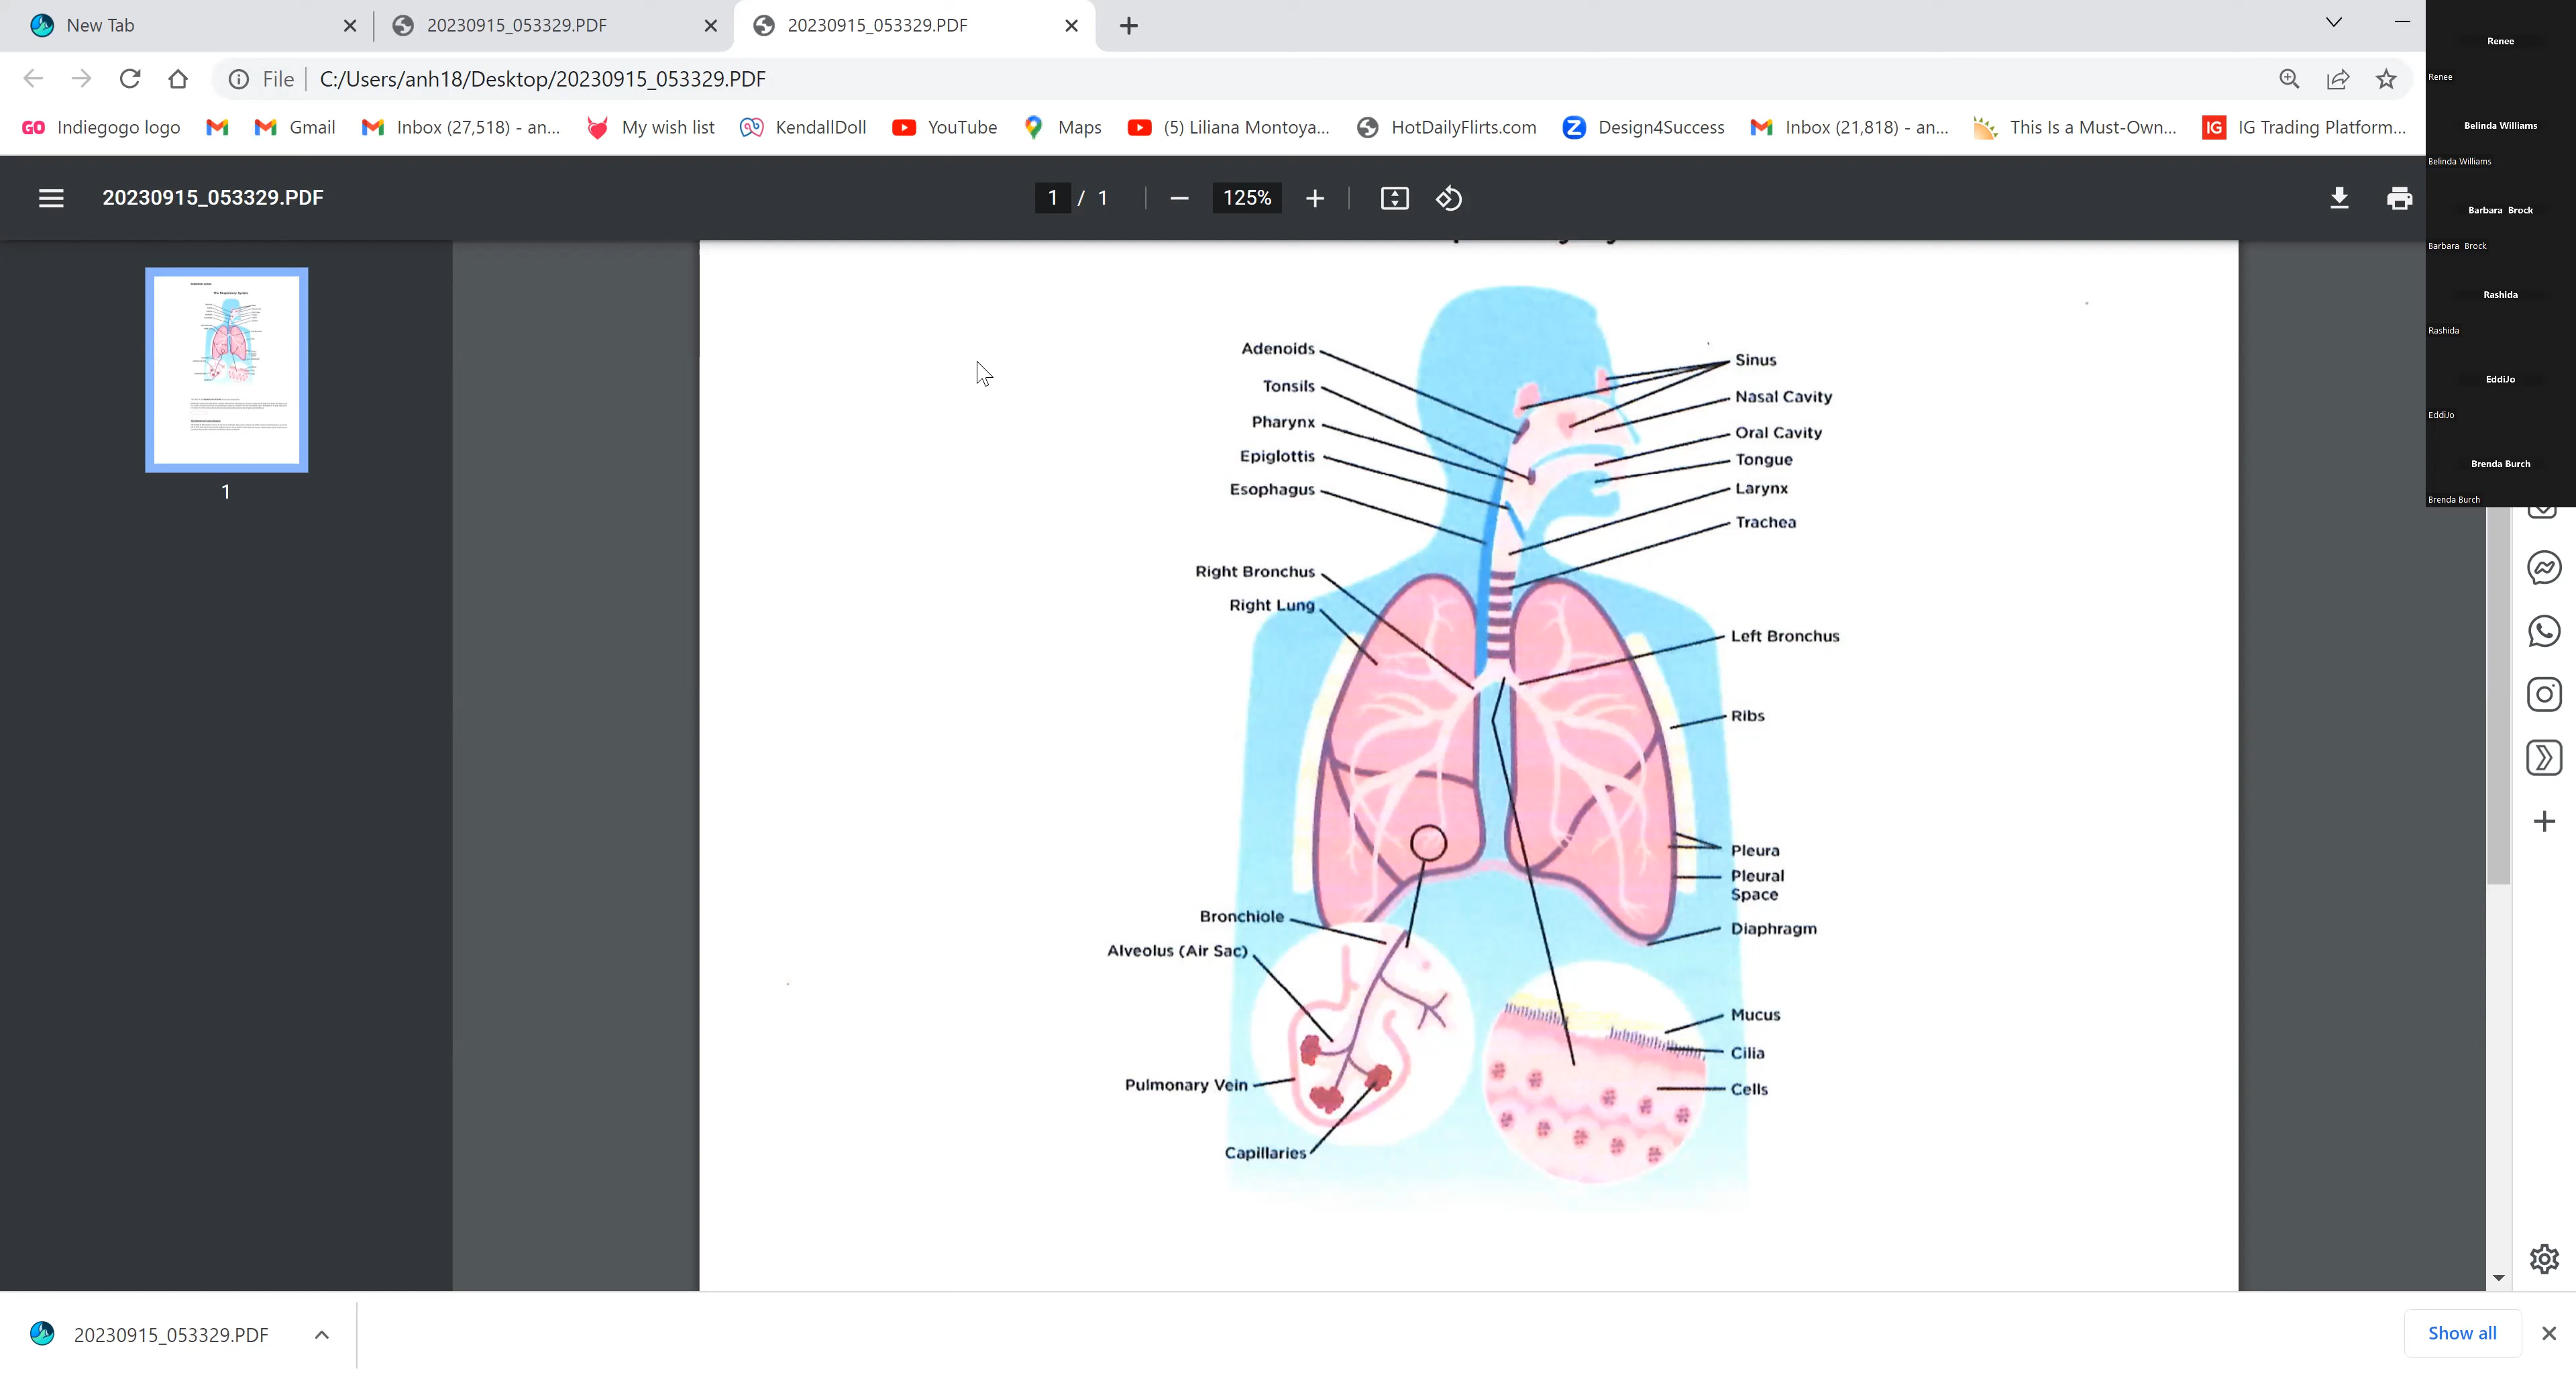 New Tab
20230915_053329.PDF
20230915_053329.PDF
File
C:/Users/anh18/Desktop/20230915_053329.PDF
GO Indiegogo logo
Gmail
Inbox (27,518) - an...
My wish list
KendallDoll
YouTube
Maps
(5) Liliana Montoya...
HotDailyFlirts.com
Z Design4Success
Inbox (21,818) - an...
This Is a Must-Own...
IG IG Trading Platform...
20230915_053329.PDF
1 / 1
125%
Renee
Renee
Belinda Williams
Belinda Williams
Barbara Brock
Barbara Brock
Rashida
Rashida
EddiJo
EddiJo
Brenda Burch
Brenda Burch
The Respiratory System
1
Adenoids
Tonsils
Pharynx
Epiglottis
Esophagus
Right Bronchus
Right Lung
Sinus
Nasal Cavity
Oral Cavity
Tongue
Larynx
Trachea
Left Bronchus
Ribs
Pleura
Pleural
Space
Diaphragm
Bronchiole
Alveolus (Air Sac)
Pulmonary Vein
Capillaries
Mucus
Cilia
Cells
20230915_053329.PDF
Show all